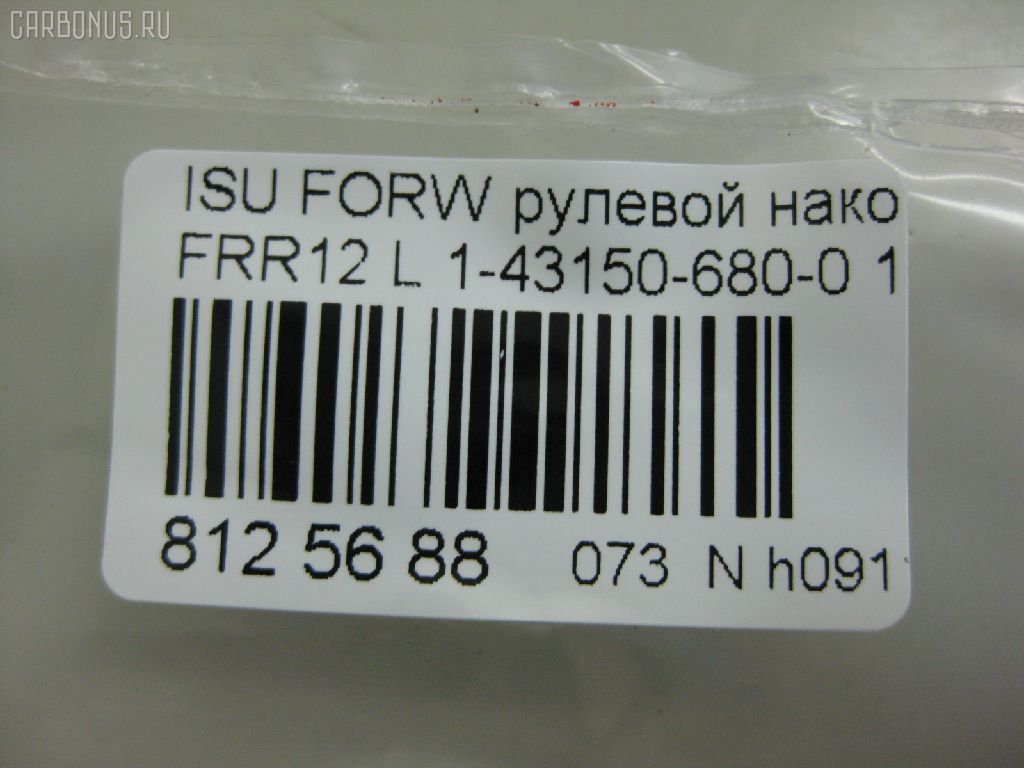 CARBONUS.RU
ISU FORW рулевой нако
FRR12 L 1-43150-680-0 1
812 56 88 073 N h091